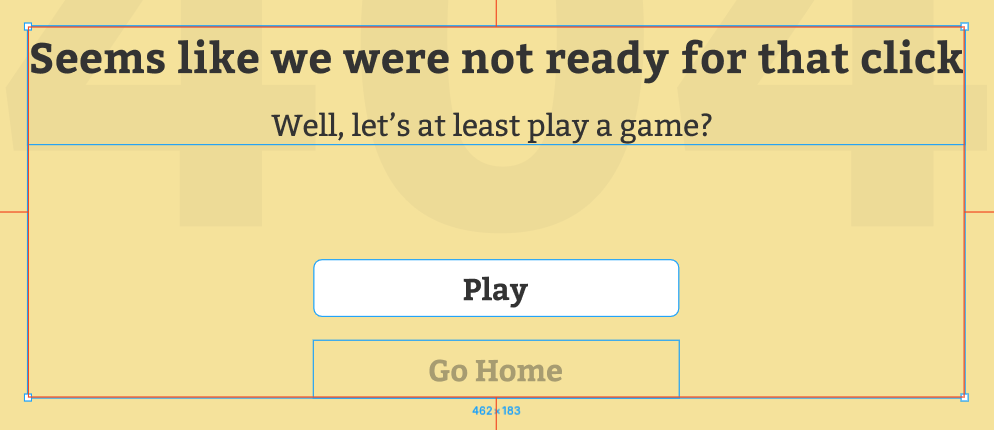 404
Seems like we were not ready for that click
Well, let’s at least play a game?
Play
Go Home
462×183